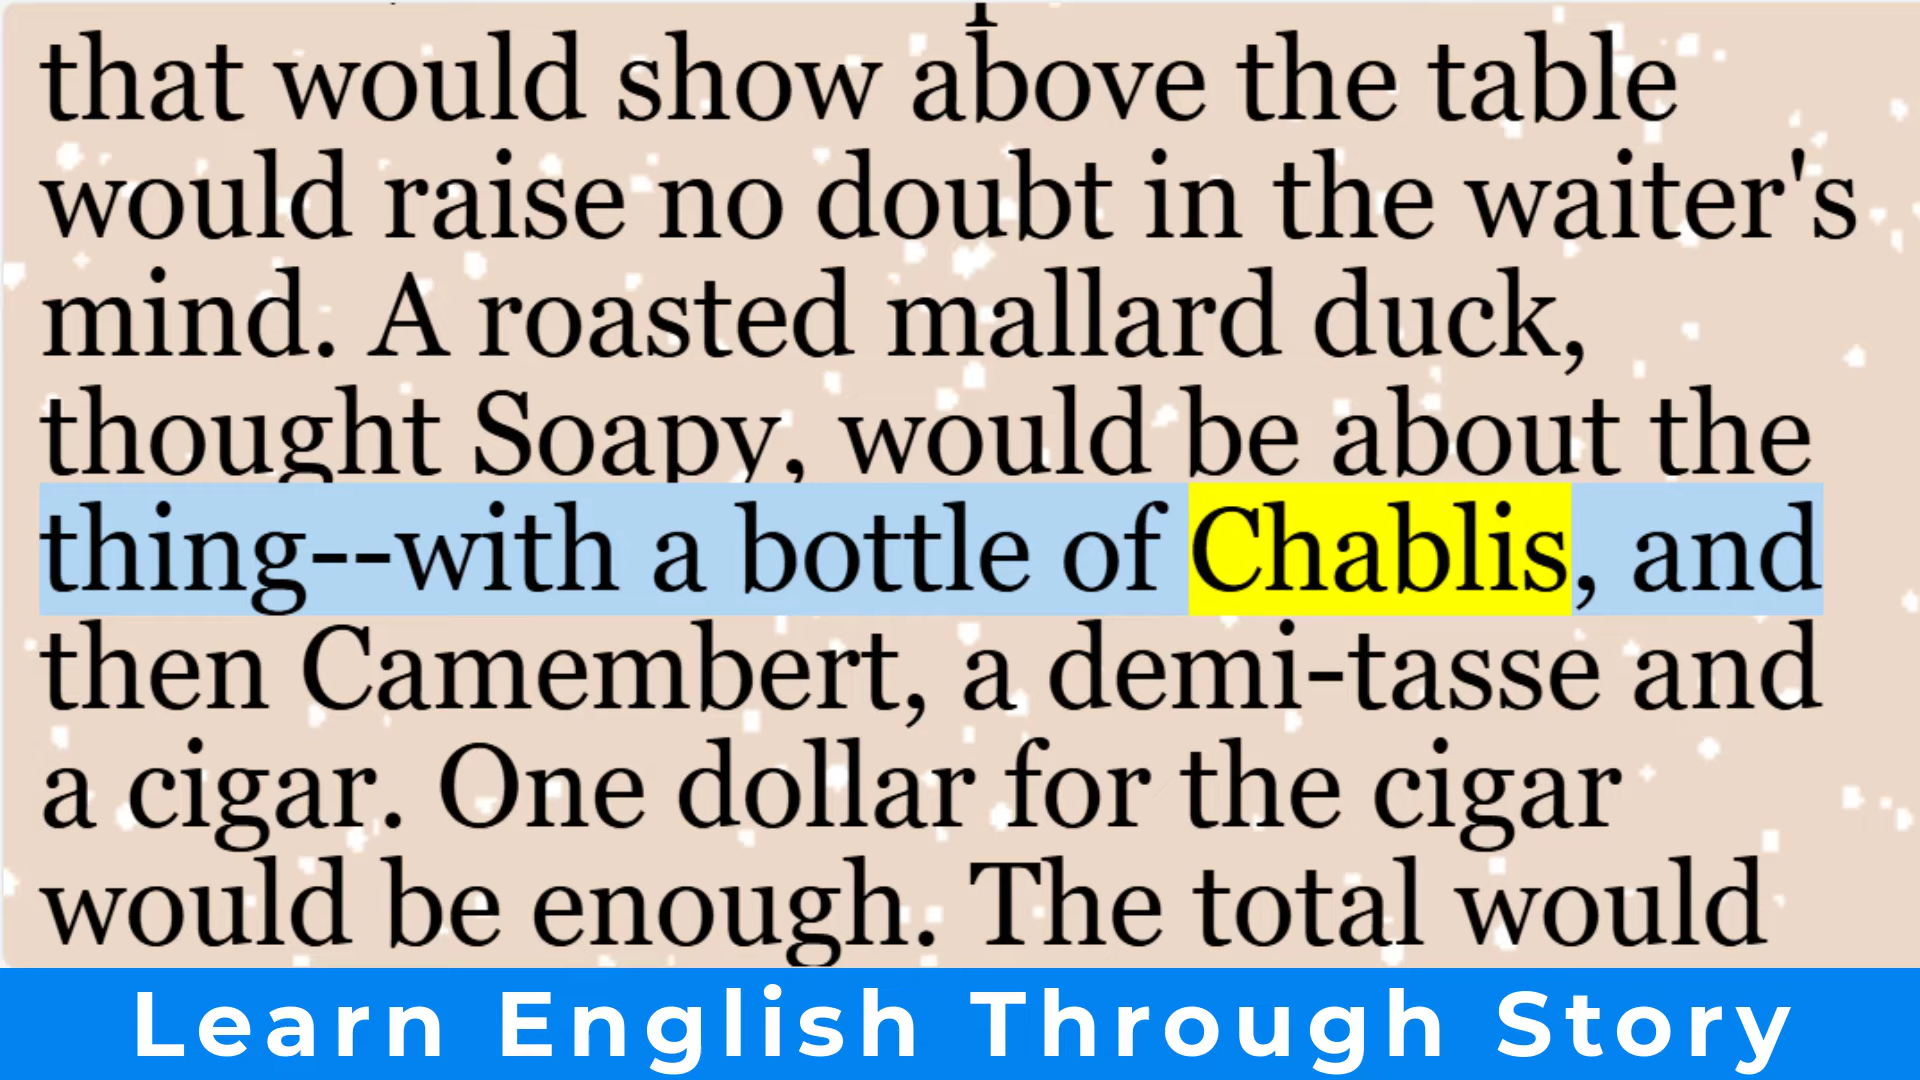 that would show above the table
would raise no doubt in the waiter's
mind. A roasted mallard duck,
thought Soapy, would be about the
thing--with a bottle of Chablis, and
then Camembert, a demi-tasse and
a cigar. One dollar for the cigar
would be enough. The total would
Learn English Through Story